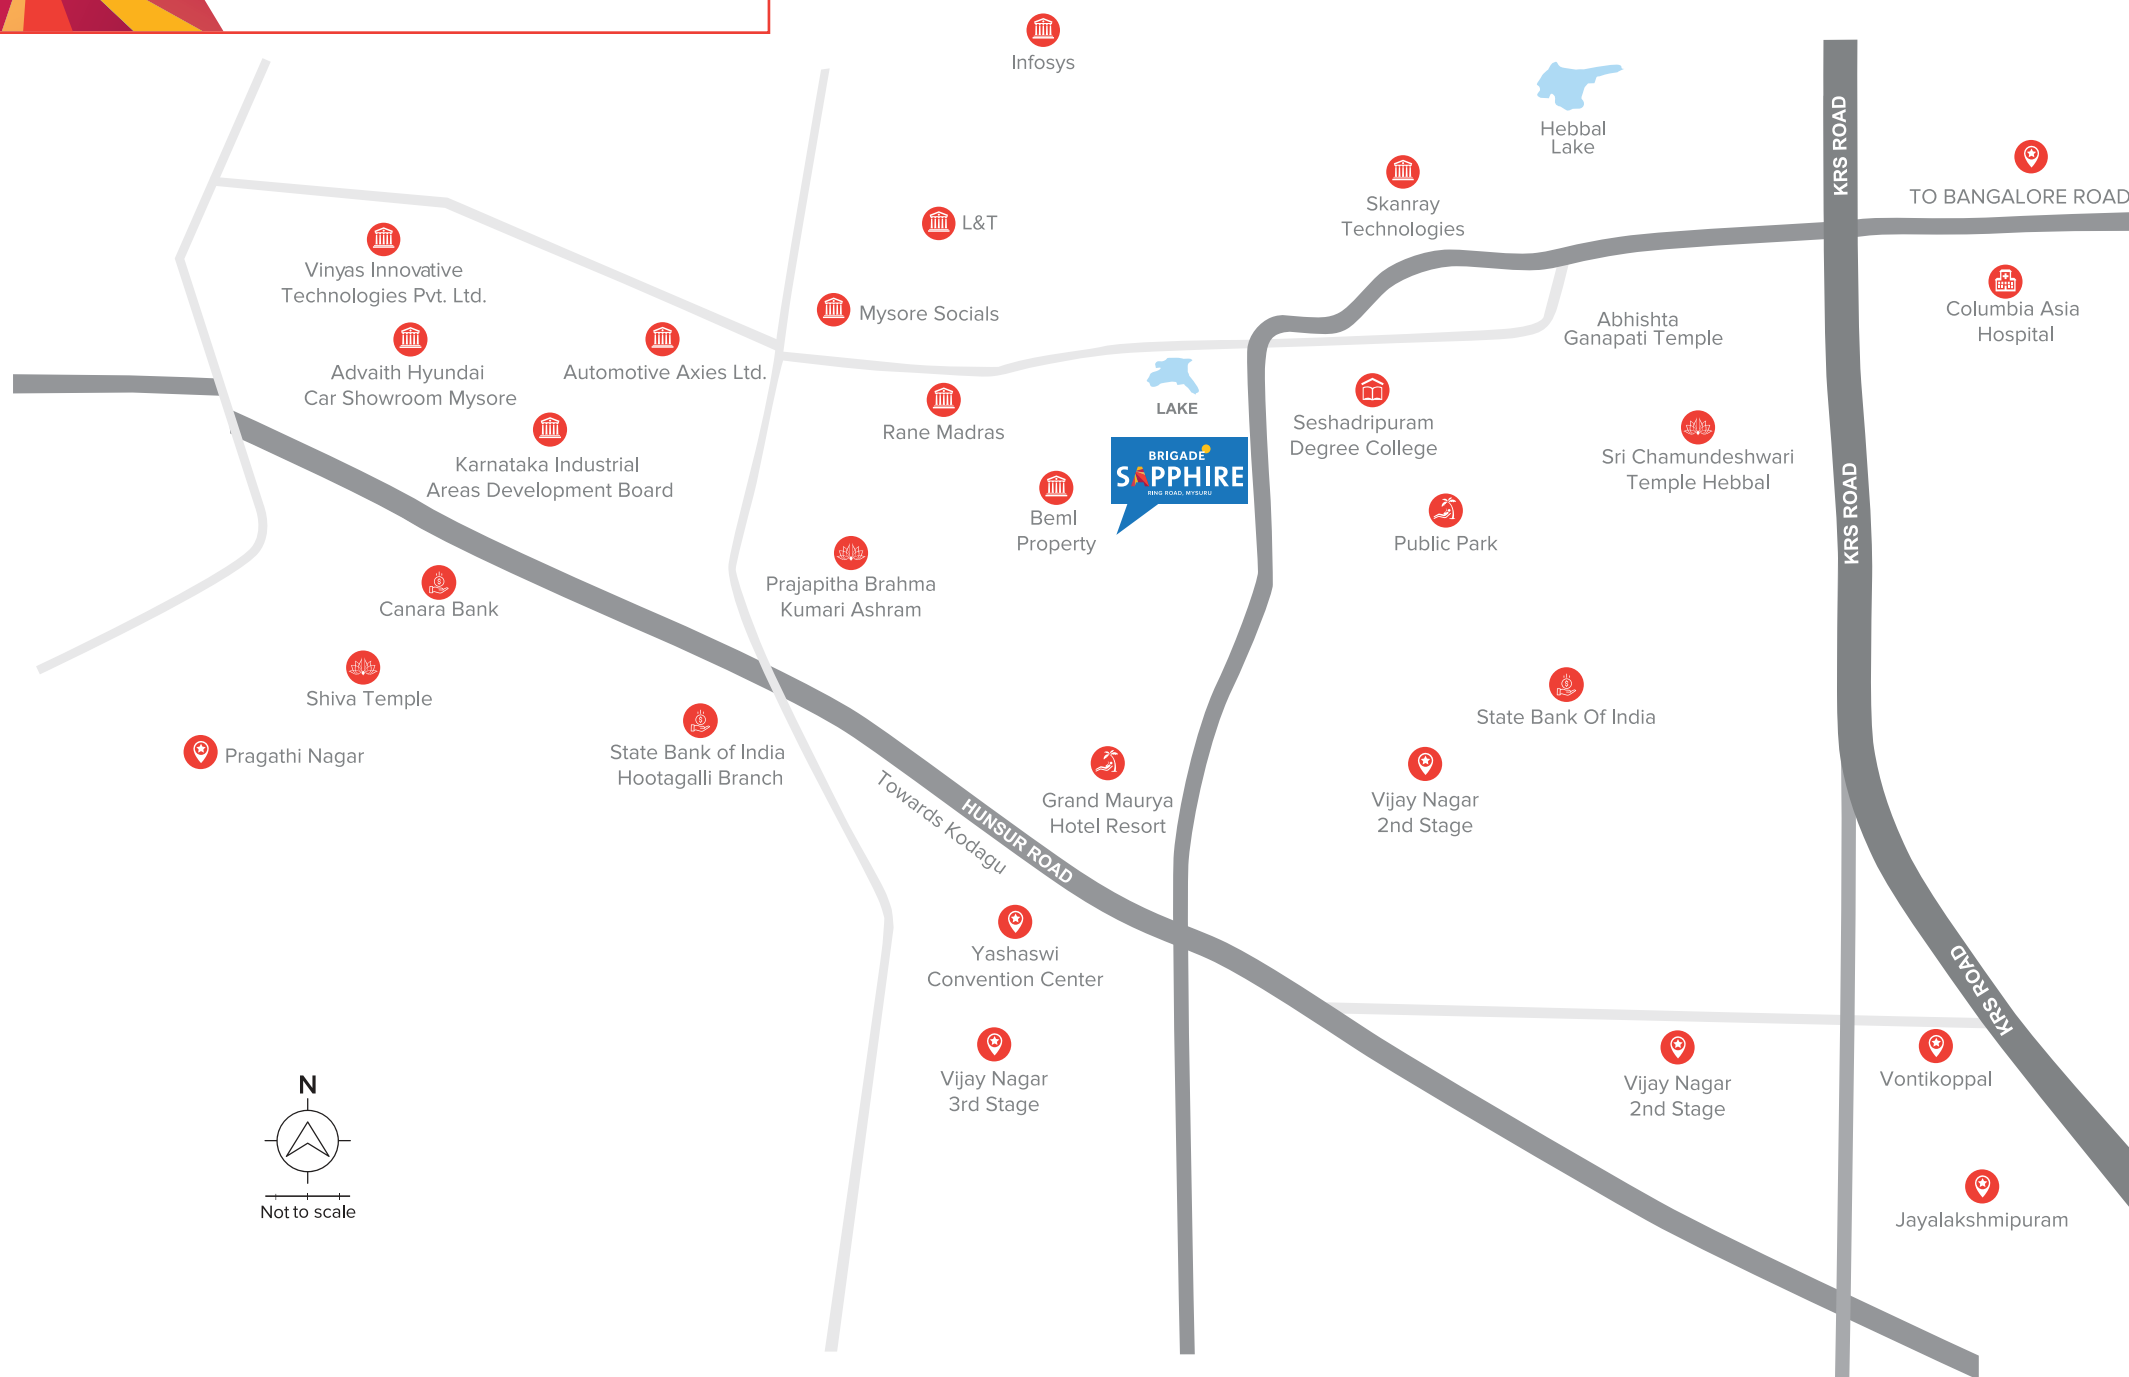 Infosys
Hebbal
Lake
KRS ROAD
TO BANGALORE ROAD
Skanray
Technologies
L&T
Vinyas Innovative
Technologies Pvt. Ltd.
Mysore Socials
Columbia Asia
Hospital
Abhishta
Ganapati Temple
Advaith Hyundai
Car Showroom Mysore
Automotive Axies Ltd.
Rane Madras
LAKE
Seshadripuram
Degree College
BRIGADE
SAPPHIRE
RING ROAD, MYSURU
Sri Chamundeshwari
Temple Hebbal
Karnataka Industrial
Areas Development Board
Beml
Property
Public Park
KRS ROAD
Prajapitha Brahma
Kumari Ashram
Canara Bank
Shiva Temple
State Bank Of India
Pragathi Nagar
State Bank of India
Hootagalli Branch
Towards Kodagu
HUNSUR ROAD
Grand Maurya
Hotel Resort
Vijay Nagar
2nd Stage
Yashaswi
Convention Center
KRS ROAD
Vijay Nagar
3rd Stage
Vijay Nagar
2nd Stage
Vontikoppal
N
Not to scale
Jayalakshmipuram